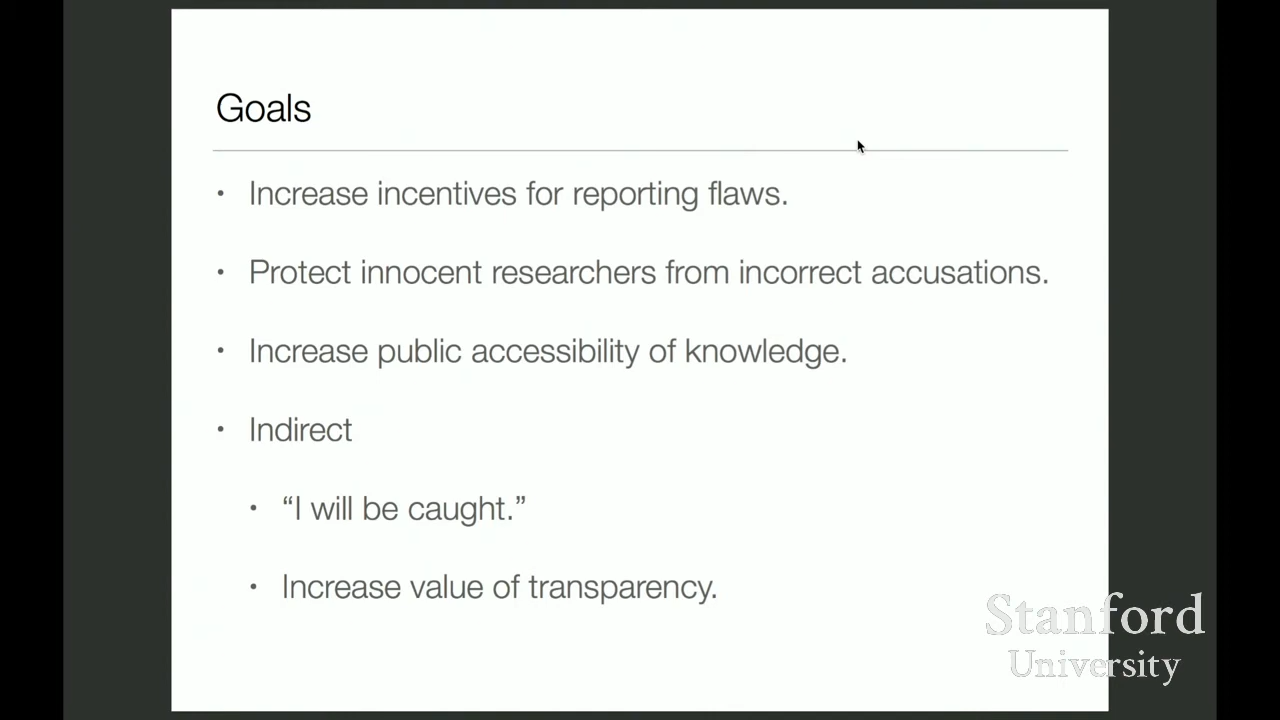 Goals
• Increase incentives for reporting flaws.
• Protect innocent researchers from incorrect accusations.
• Increase public accessibility of knowledge.
• Indirect
• “I will be caught.”
• Increase value of transparency.
Stanford
University